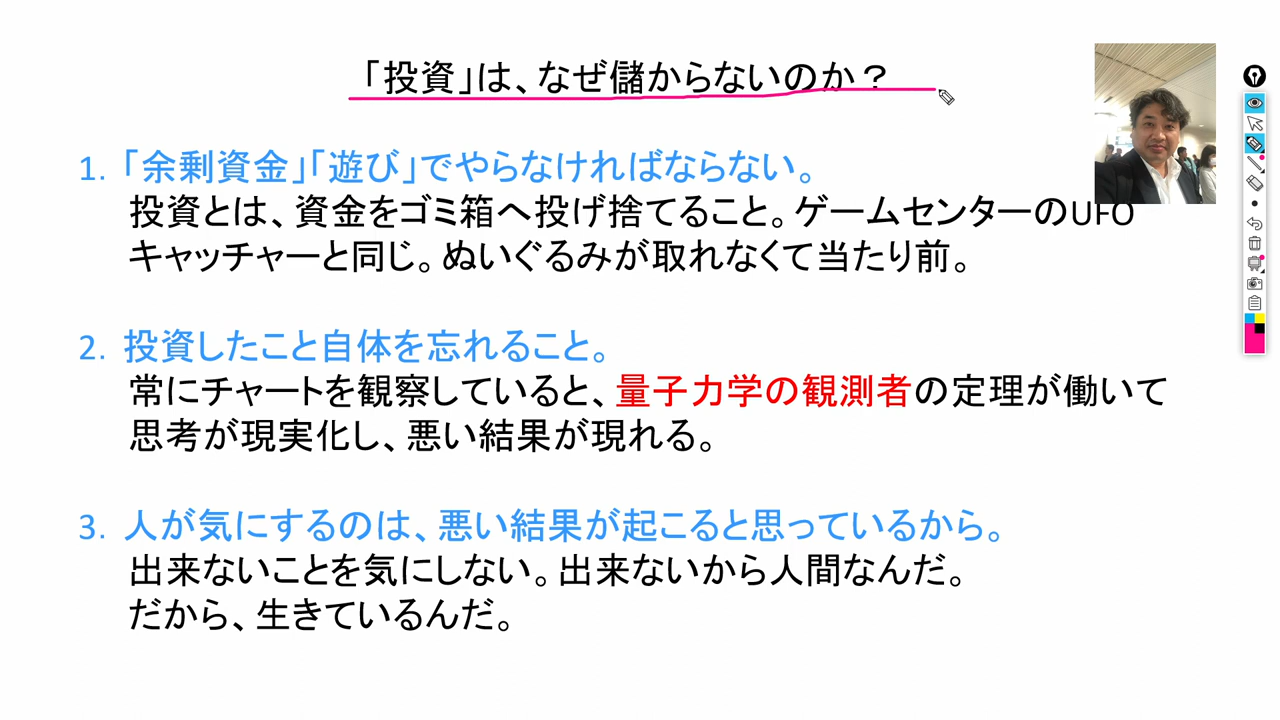 「投資」は、なぜ儲からないのか？
1. 「余剰資金」「遊び」でやらなければならない。
投資とは、資金をゴミ箱へ投げ捨てること。ゲームセンターのUFO
キャッチャーと同じ。ぬいぐるみが取れなくて当たり前。
2. 投資したこと自体を忘れること。
常にチャートを観察していると、量子力学の観測者の定理が働いて
思考が現実化し、悪い結果が現れる。
3. 人が気にするのは、悪い結果が起こると思っているから。
出来ないことを気にしない。出来ないから人間なんだ。
だから、生きているんだ。